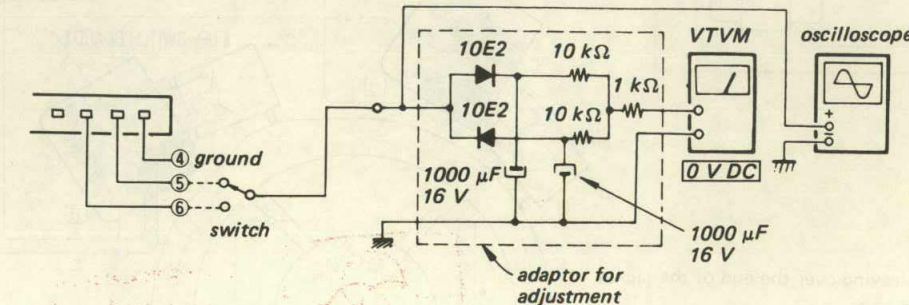 10E2
10 kΩ
VTVM
oscilloscope
1 kΩ
10E2
10 kΩ
+
-
④ ground
⑤
⑥
switch
1000 μF
16 V
0 V DC
1000 μF
16 V
adaptor for
adjustment